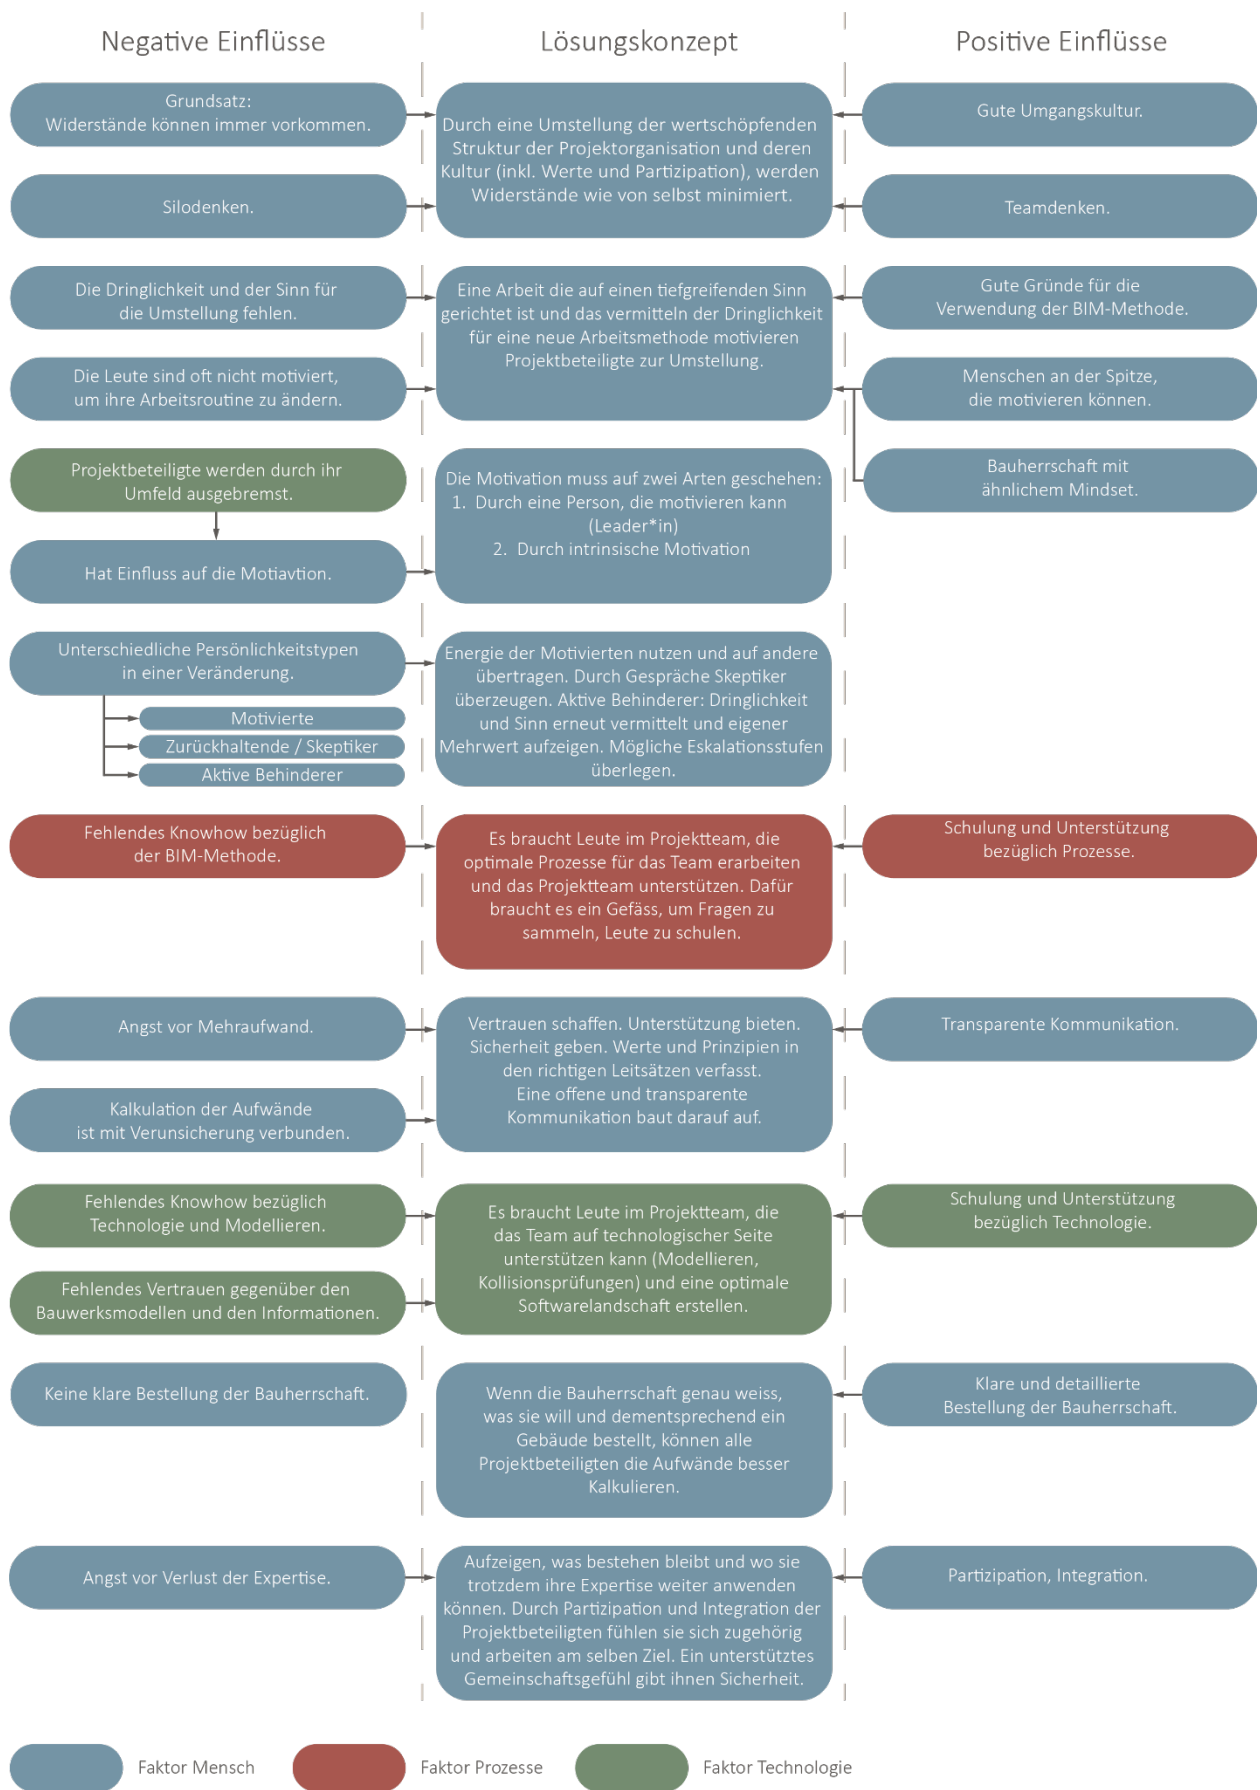 Negative Einflüsse
Lösungskonzept
Positive Einflüsse
Grundsatz:
Widerstände können immer vorkommen.
Durch eine Umstellung der wertschöpfenden
Struktur der Projektorganisation und deren
Kultur (inkl. Werte und Partizipation), werden
Widerstände wie von selbst minimiert.
Gute Umgangskultur.
Silodenken.
Teamdenken.
Die Dringlichkeit und der Sinn für
die Umstellung fehlen.
Eine Arbeit die auf einen tiefgreifenden Sinn
gerichtet ist und das vermitteln der Dringlichkeit
für eine neue Arbeitsmethode motivieren
Projektbeteiligte zur Umstellung.
Gute Gründe für die
Verwendung der BIM-Methode.
Die Leute sind oft nicht motiviert,
um ihre Arbeitsroutine zu ändern.
Menschen an der Spitze,
die motivieren können.
Projektbeteiligte werden durch ihr
Umfeld ausgebremst.
Die Motivation muss auf zwei Arten geschehen:
1. Durch eine Person, die motivieren kann
(Leader*in)
2. Durch intrinsische Motivation
Bauherrschaft mit
ähnlichem Mindset.
Hat Einfluss auf die Motiavtion.
Unterschiedliche Persönlichkeitstypen
in einer Veränderung.
Motivierte
Zurückhaltende / Skeptiker
Aktive Behinderer
Energie der Motivierten nutzen und auf andere
übertragen. Durch Gespräche Skeptiker
überzeugen. Aktive Behinderer: Dringlichkeit
und Sinn erneut vermittelt und eigener
Mehrwert aufzeigen. Mögliche Eskalationsstufen
überlegen.
Fehlendes Knowhow bezüglich
der BIM-Methode.
Es braucht Leute im Projektteam, die
optimale Prozesse für das Team erarbeiten
und das Projektteam unterstützen. Dafür
braucht es ein Gefäss, um Fragen zu
sammeln, Leute zu schulen.
Schulung und Unterstützung
bezüglich Prozesse.
Angst vor Mehraufwand.
Vertrauen schaffen. Unterstützung bieten.
Sicherheit geben. Werte und Prinzipien in
den richtigen Leitsätzen verfasst.
Eine offene und transparente
Kommunikation baut darauf auf.
Transparente Kommunikation.
Kalkulation der Aufwände
ist mit Verunsicherung verbunden.
Fehlendes Knowhow bezüglich
Technologie und Modellieren.
Es braucht Leute im Projektteam, die
das Team auf technologischer Seite
unterstützen kann (Modellieren,
Kollisionsprüfungen) und eine optimale
Softwarelandschaft erstellen.
Schulung und Unterstützung
bezüglich Technologie.
Fehlendes Vertrauen gegenüber den
Bauwerksmodellen und den Informationen.
Keine klare Bestellung der Bauherrschaft.
Wenn die Bauherrschaft genau weiss,
was sie will und dementsprechend ein
Gebäude bestellt, können alle
Projektbeteiligten die Aufwände besser
Kalkulieren.
Klare und detaillierte
Bestellung der Bauherrschaft.
Angst vor Verlust der Expertise.
Aufzeigen, was bestehen bleibt und wo sie
trotzdem ihre Expertise weiter anwenden
können. Durch Partizipation und Integration der
Projektbeteiligten fühlen sie sich zugehörig
und arbeiten am selben Ziel. Ein unterstütztes
Gemeinschaftsgefühl gibt ihnen Sicherheit.
Partizipation, Integration.
Faktor Mensch
Faktor Prozesse
Faktor Technologie